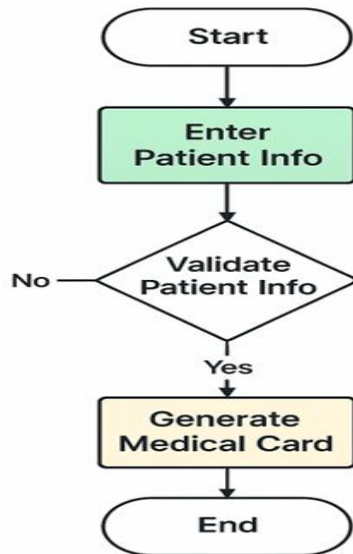 Start
Enter
Patient Info
Validate
Patient Info
No
Yes
Generate
Medical Card
End